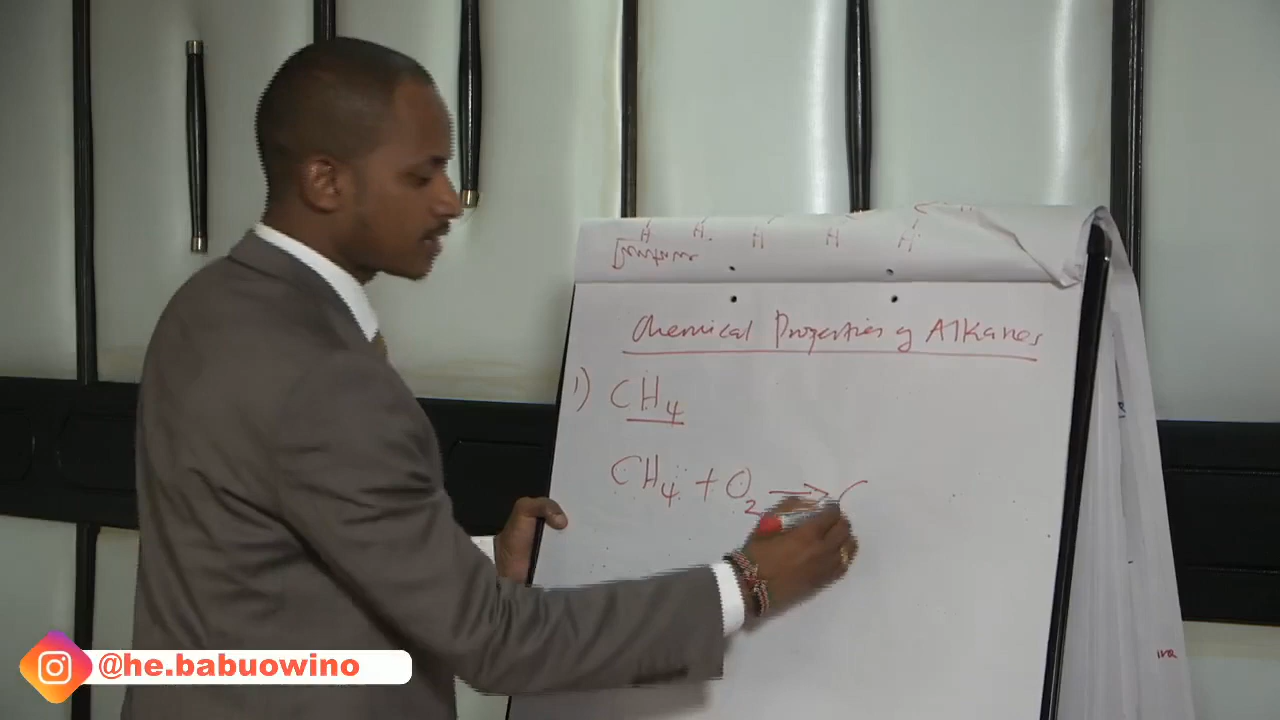 H H H H H
Chemical Properties of Alkanes
1) CH4
CH4 + O2 →
@he.babuowino